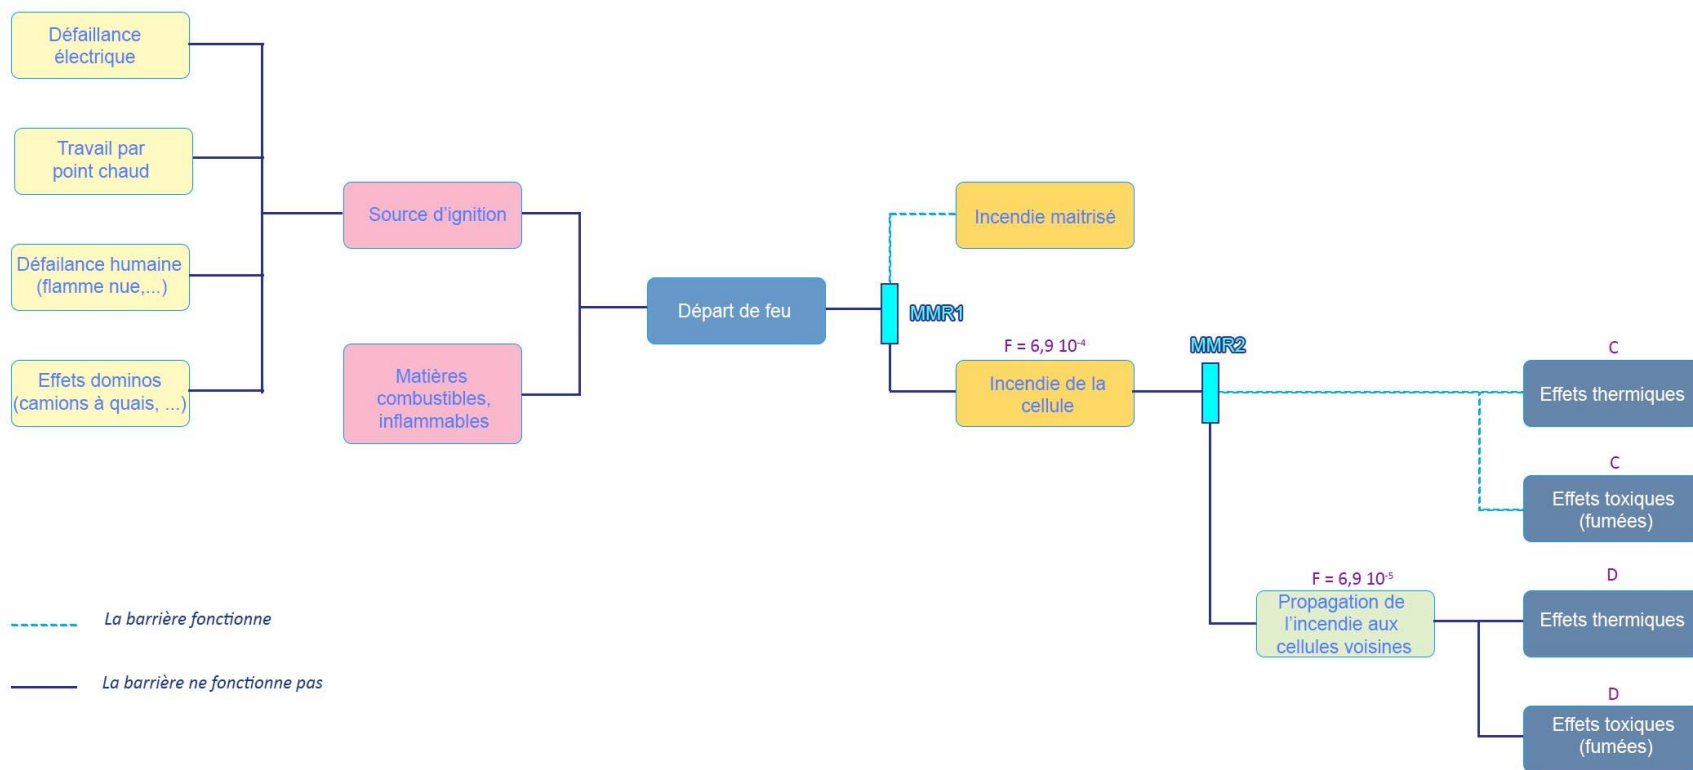 Défaillance
électrique
Travail par
point chaud
Défailance humaine
(flamme nue,...)
Effets dominos
(camions à quais, ...)
Source d'ignition
Matières
combustibles,
inflammables
Départ de feu
MMR1
Incendie maitrisé
F = 6,9 10⁻⁴
Incendie de la
cellule
MMR2
C
Effets thermiques
C
Effets toxiques
(fumées)
F = 6,9 10⁻⁵
Propagation de
l'incendie aux
cellules voisines
D
Effets thermiques
D
Effets toxiques
(fumées)
La barrière fonctionne
La barrière ne fonctionne pas